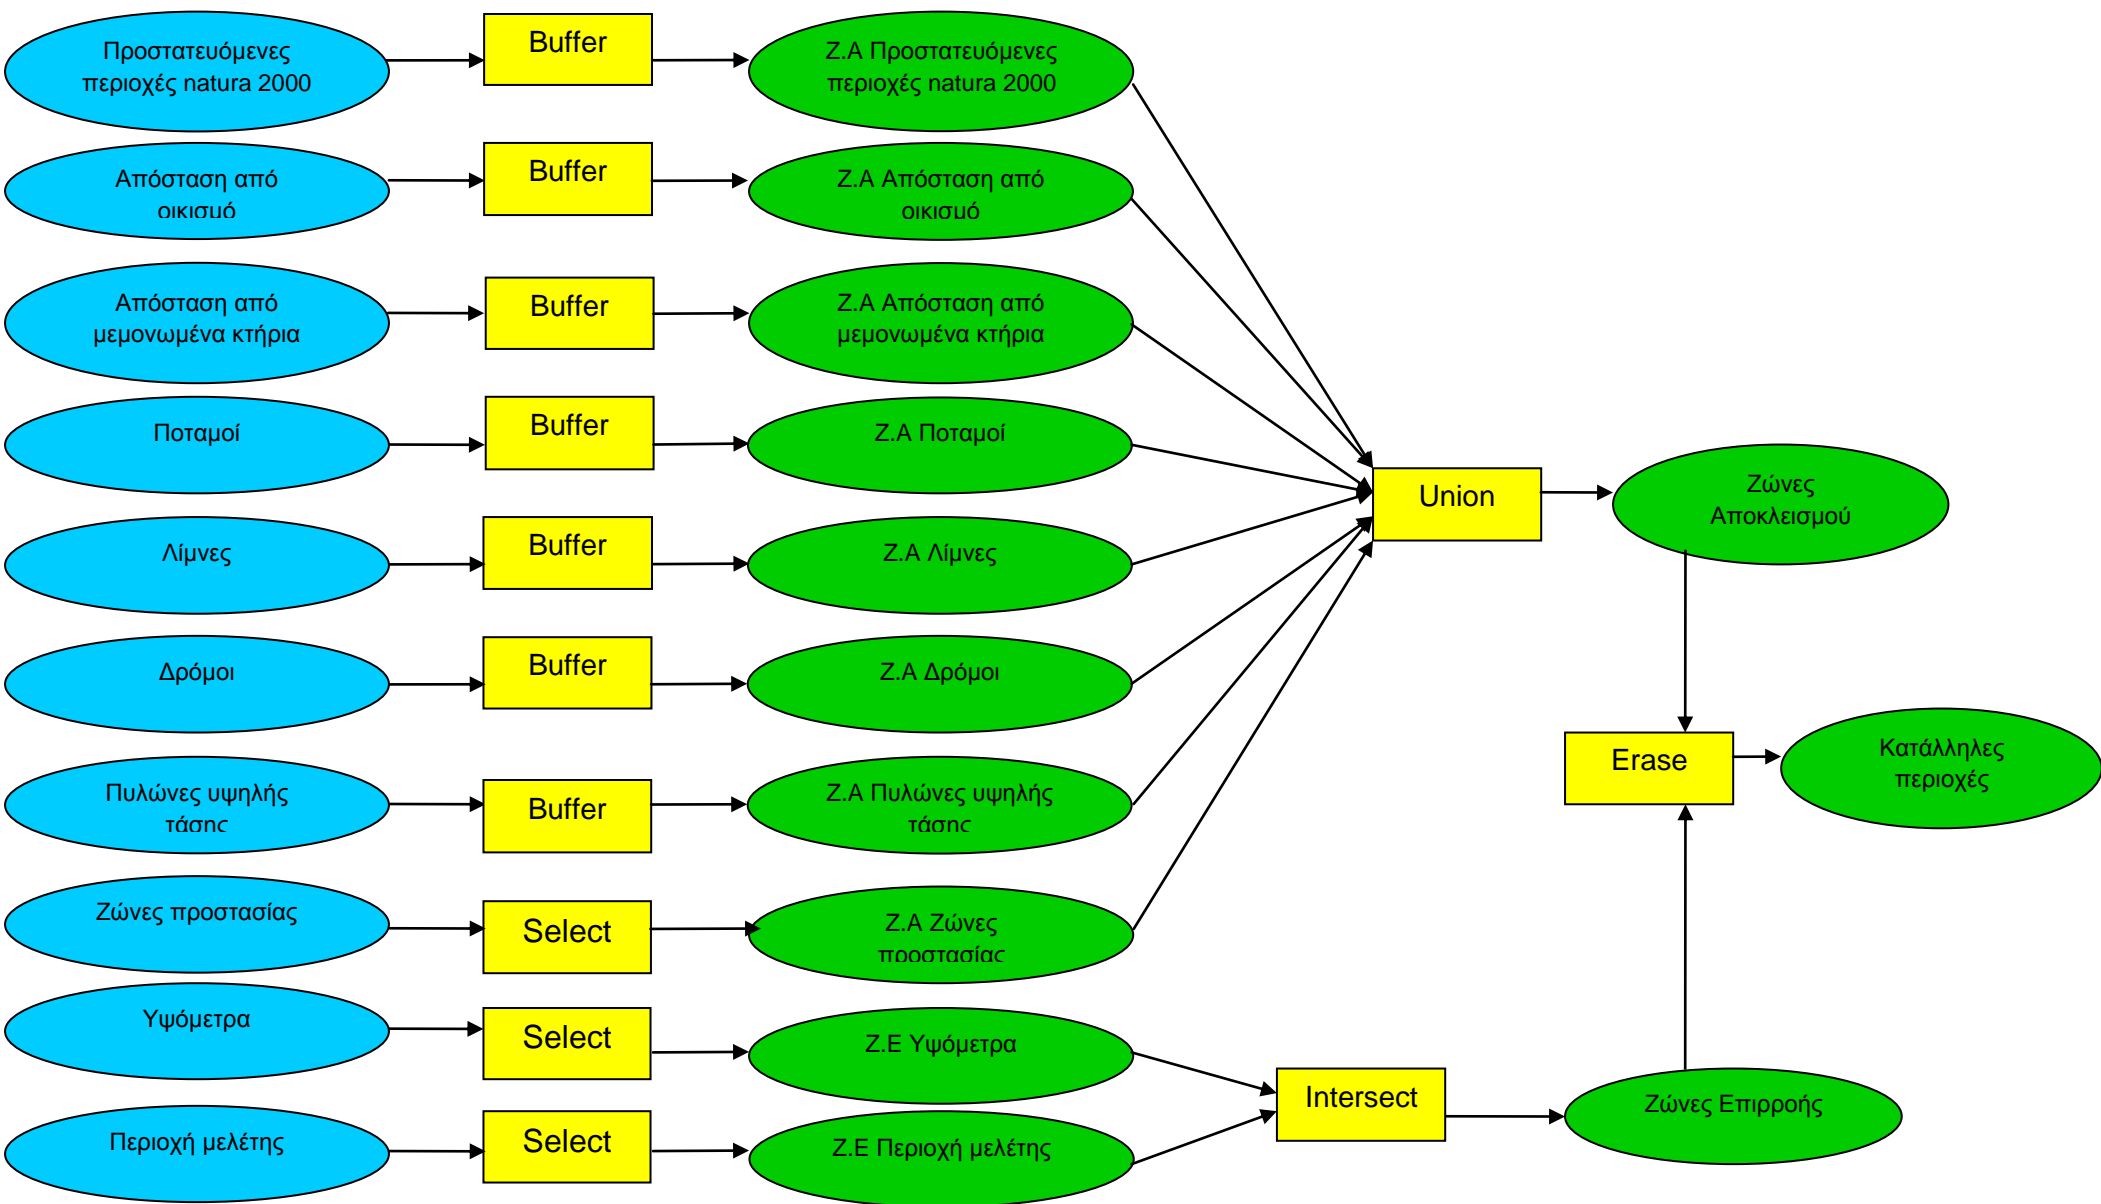 Προστατευόμενες
περιοχές natura 2000
Buffer
Ζ.Α Προστατευόμενες
περιοχές natura 2000
Απόσταση από
οικισμό
Buffer
Ζ.Α Απόσταση από
οικισμό
Απόσταση από
μεμονωμένα κτήρια
Buffer
Ζ.Α Απόσταση από
μεμονωμένα κτήρια
Ποταμοί
Buffer
Ζ.Α Ποταμοί
Λίμνες
Buffer
Ζ.Α Λίμνες
Δρόμοι
Buffer
Ζ.Α Δρόμοι
Πυλώνες υψηλής
τάσης
Buffer
Ζ.Α Πυλώνες υψηλής
τάσης
Ζώνες προστασίας
Select
Ζ.Α Ζώνες
προστασίας
Υψόμετρα
Select
Ζ.Ε Υψόμετρα
Περιοχή μελέτης
Select
Ζ.Ε Περιοχή μελέτης
Union
Ζώνες
Αποκλεισμού
Erase
Κατάλληλες
περιοχές
Intersect
Ζώνες Επιρροής